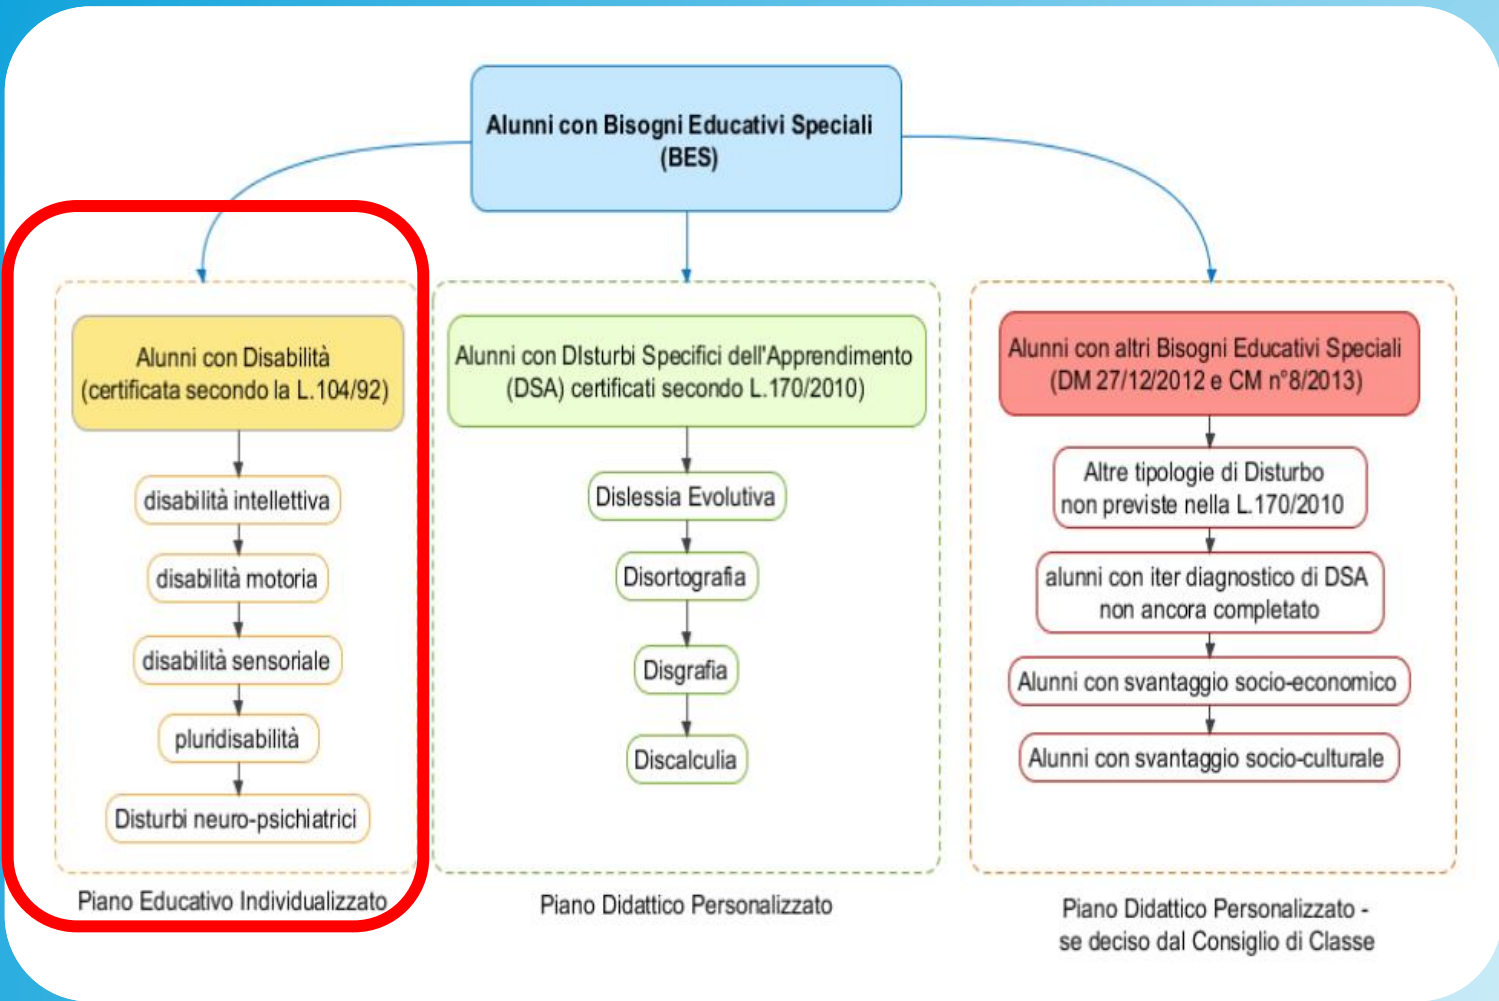 Alunni con Bisogni Educativi Speciali
(BES)
Alunni con Disabilità
(certificata secondo la L.104/92)
disabilità intellettiva
disabilità motoria
disabilità sensoriale
pluridisabilità
Disturbi neuro-psichiatrici
Piano Educativo Individualizzato
Alunni con DIsturbi Specifici dell'Apprendimento
(DSA) certificati secondo L.170/2010)
Dislessia Evolutiva
Disortografia
Disgrafia
Discalculia
Piano Didattico Personalizzato
Alunni con altri Bisogni Educativi Speciali
(DM 27/12/2012 e CM n°8/2013)
Altre tipologie di Disturbo
non previste nella L.170/2010
alunni con iter diagnostico di DSA
non ancora completato
Alunni con svantaggio socio-economico
Alunni con svantaggio socio-culturale
Piano Didattico Personalizzato -
se deciso dal Consiglio di Classe